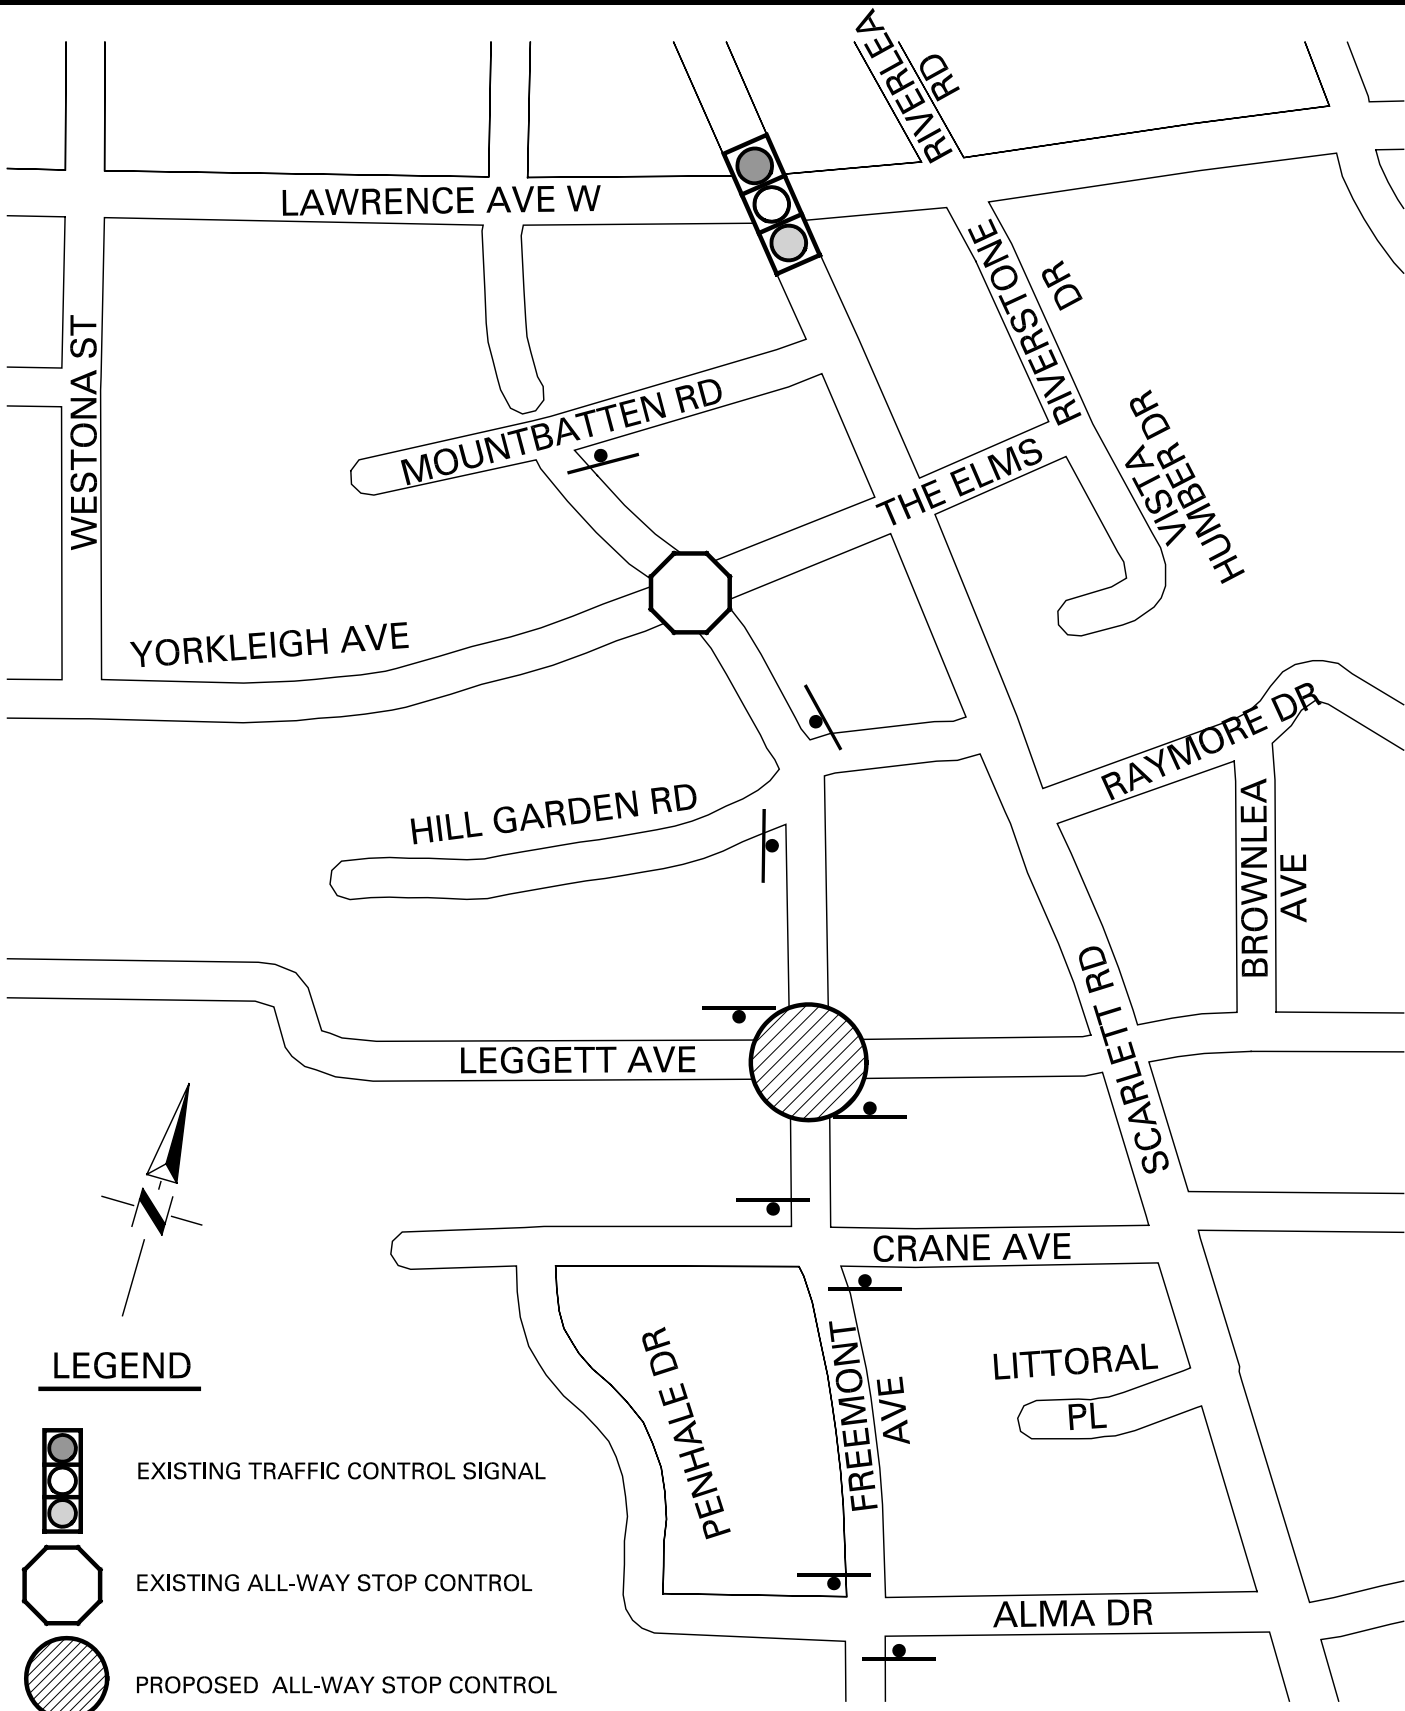 RIVERLEA
RD
LAWRENCE AVE W
RIVERSTONE
DR
WESTONA ST
MOUNTBATTEN RD
THE ELMS
VISTA
HUMBER DR
DR
YORKLEIGH AVE
RAYMORE DR
HILL GARDEN RD
BROWNLEA
AVE
SCARLETT RD
LEGGETT AVE
N
CRANE AVE
PENHALE DR
FREEMONT
AVE
LITTORAL
PL
ALMA DR
LEGEND
EXISTING TRAFFIC CONTROL SIGNAL
EXISTING ALL-WAY STOP CONTROL
PROPOSED ALL-WAY STOP CONTROL